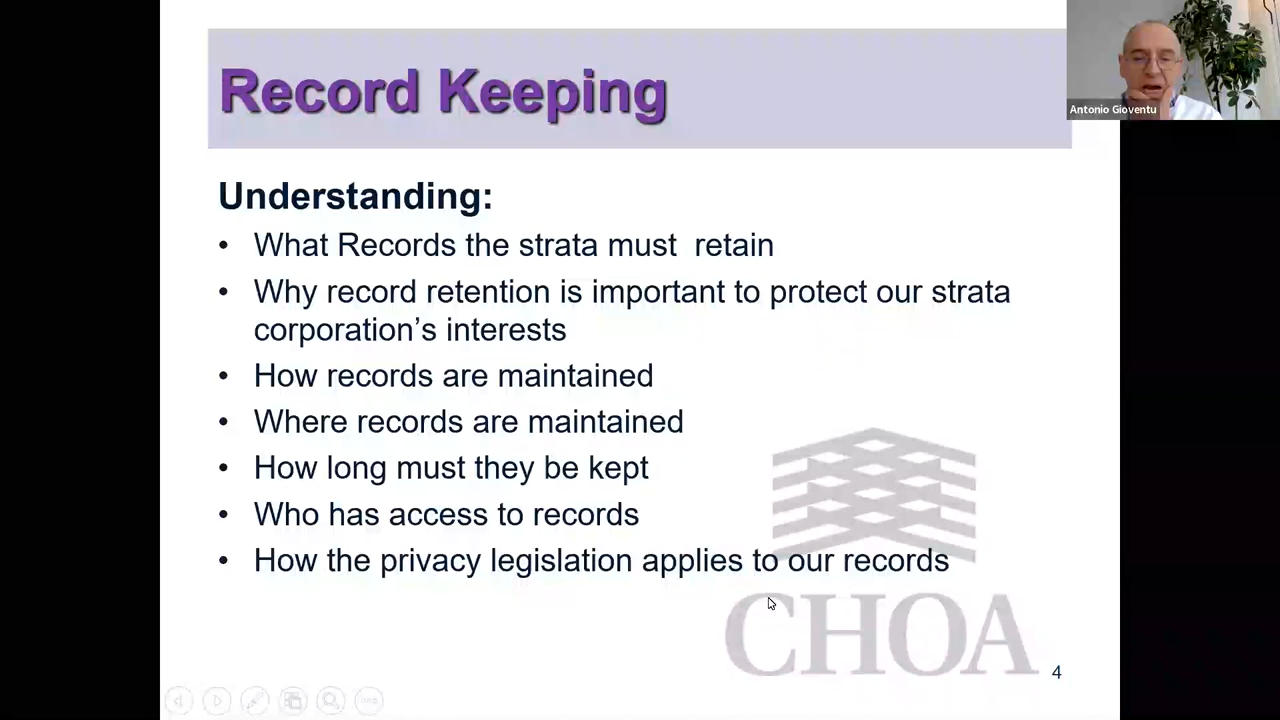 Record Keeping
Antonio Gioventu
Understanding:
• What Records the strata must  retain
• Why record retention is important to protect our strata
corporation’s interests
• How records are maintained
• Where records are maintained
• How long must they be kept
• Who has access to records
• How the privacy legislation applies to our records
CHOA
4